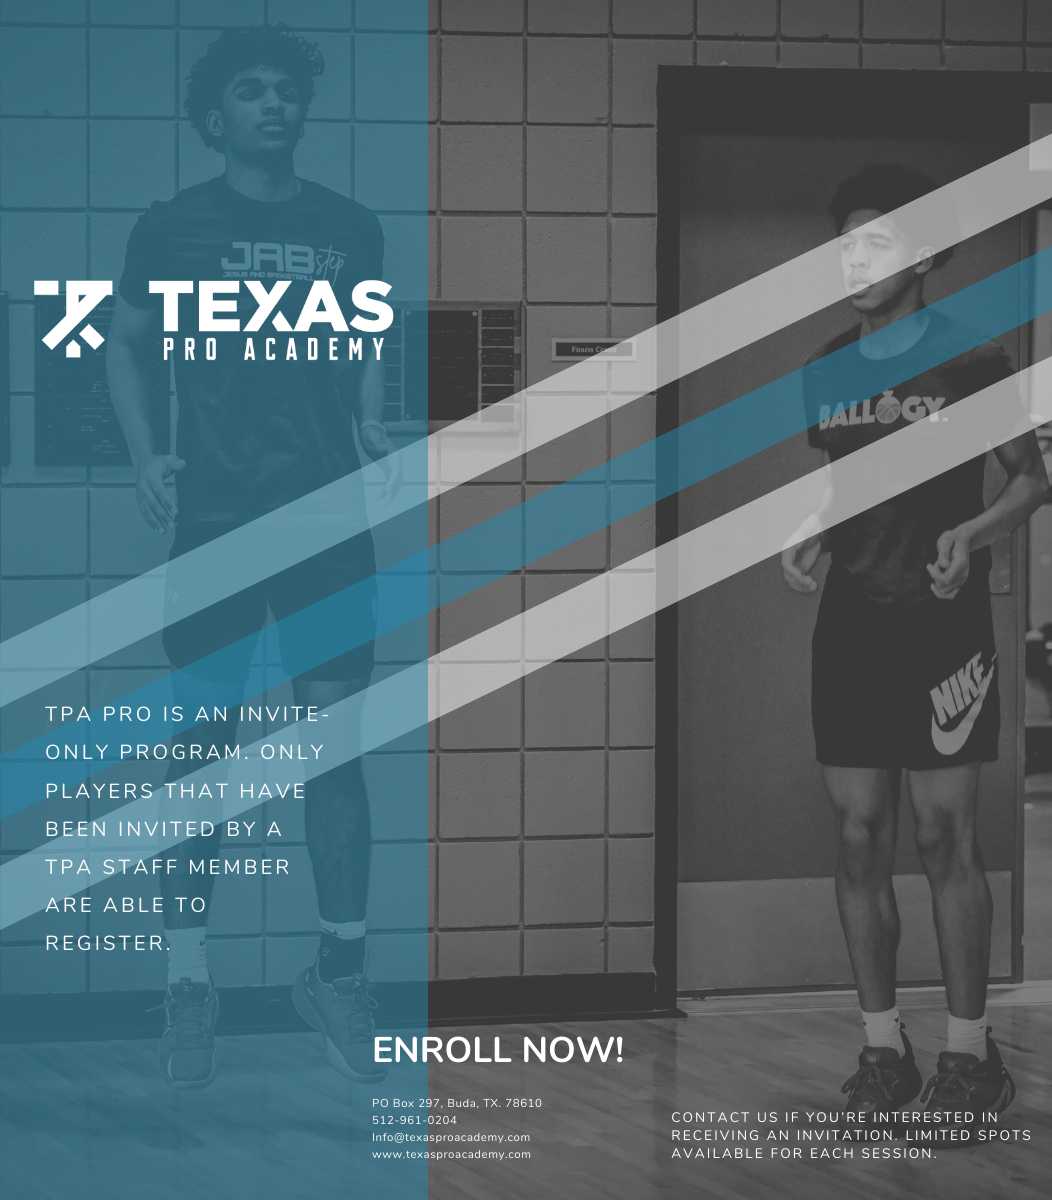 JAB step
JESUS AND BASKETBALL
TEXAS
PRO ACADEMY
Fitness Center
BALLOGY.
NIKE
TPA PRO IS AN INVITE-
ONLY PROGRAM. ONLY
PLAYERS THAT HAVE
BEEN INVITED BY A
TPA STAFF MEMBER
ARE ABLE TO
REGISTER.
ENROLL NOW!
PO Box 297, Buda, TX. 78610
512-961-0204
Info@texasproacademy.com
www.texasproacademy.com
CONTACT US IF YOU'RE INTERESTED IN
RECEIVING AN INVITATION. LIMITED SPOTS
AVAILABLE FOR EACH SESSION.